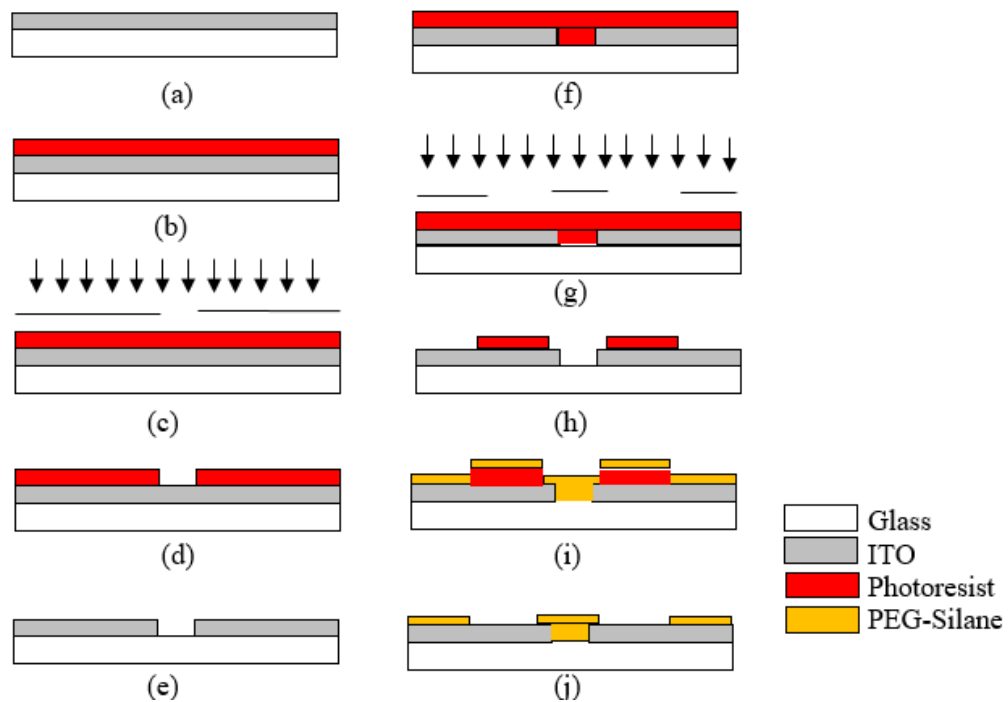 (a)
(b)
(c)
(d)
(e)
(f)
(g)
(h)
(i)
(j)
Glass
ITO
Photoresist
PEG-Silane